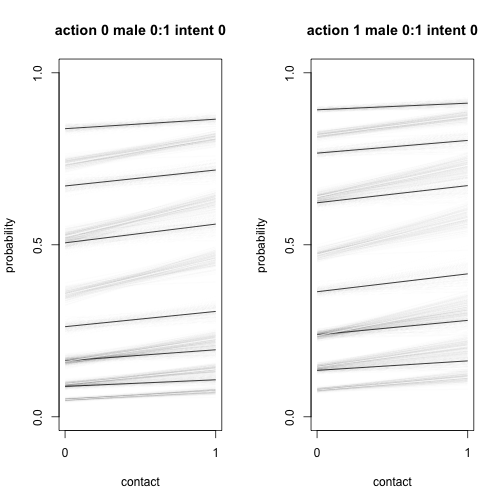 action 0 male 0:1 intent 0
probability
1.0
0.5
0.0
0
1
contact
action 1 male 0:1 intent 0
probability
1.0
0.5
0.0
0
1
contact